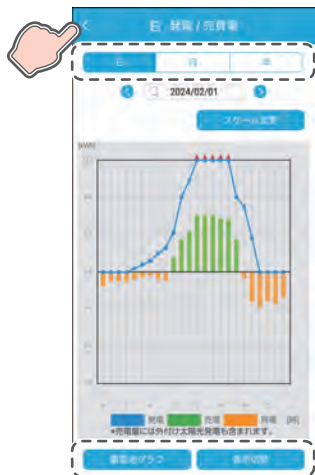 発電 / 売買電
日 月 年
2024/02/01
スケール変更
[kWh]
発電 売電 買電 [時]
*売電量には外付け太陽光発電も含まれます。
蓄電池グラフ 表示切替